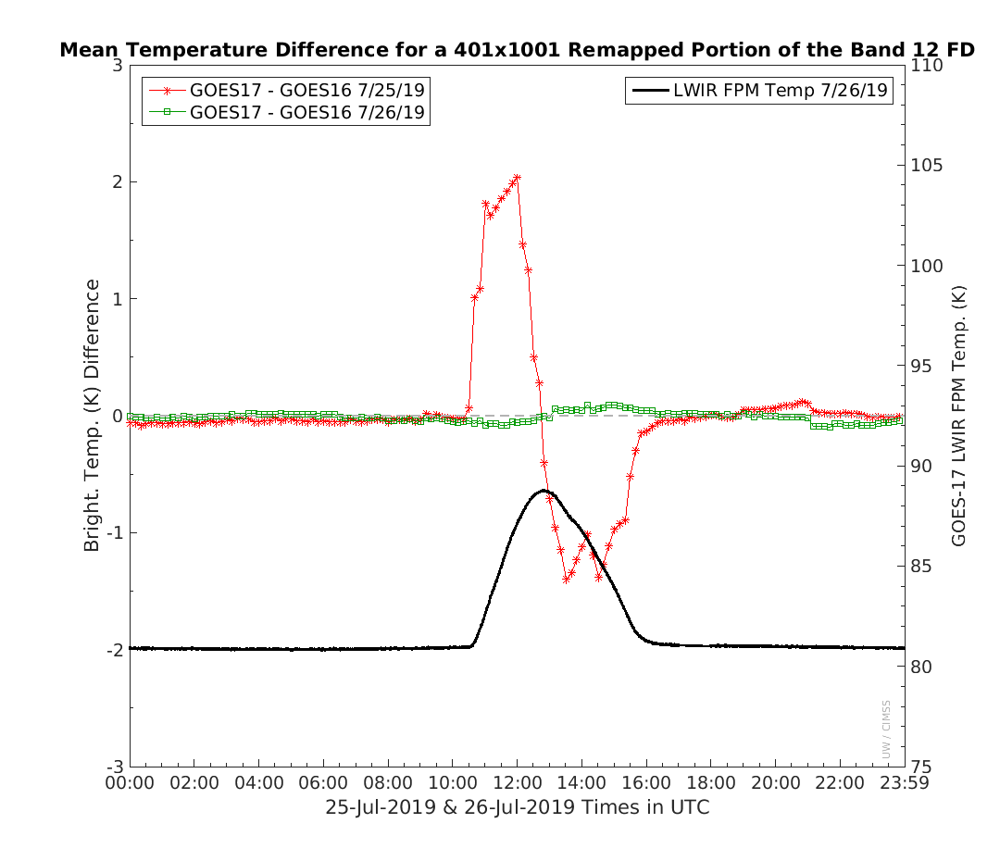 Mean Temperature Difference for a 401x1001 Remapped Portion of the Band 12 FD
GOES17 - GOES16 7/25/19
GOES17 - GOES16 7/26/19
LWIR FPM Temp 7/26/19
3
2
1
0
-1
-2
-3
Bright. Temp. (K) Difference
110
105
100
95
90
85
80
75
GOES-17 LWIR FPM Temp. (K)
UW / CIMSS
00:00 02:00 04:00 06:00 08:00 10:00 12:00 14:00 16:00 18:00 20:00 22:00 23:59
25-Jul-2019 & 26-Jul-2019 Times in UTC